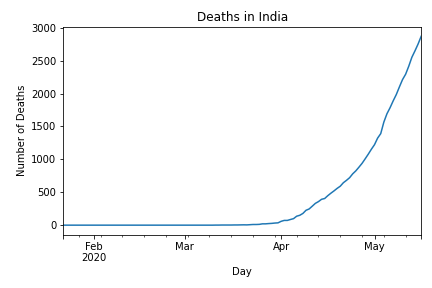 Deaths in India
3000
2500
2000
1500
1000
500
0
Number of Deaths
Feb
2020
Mar
Apr
May
Day